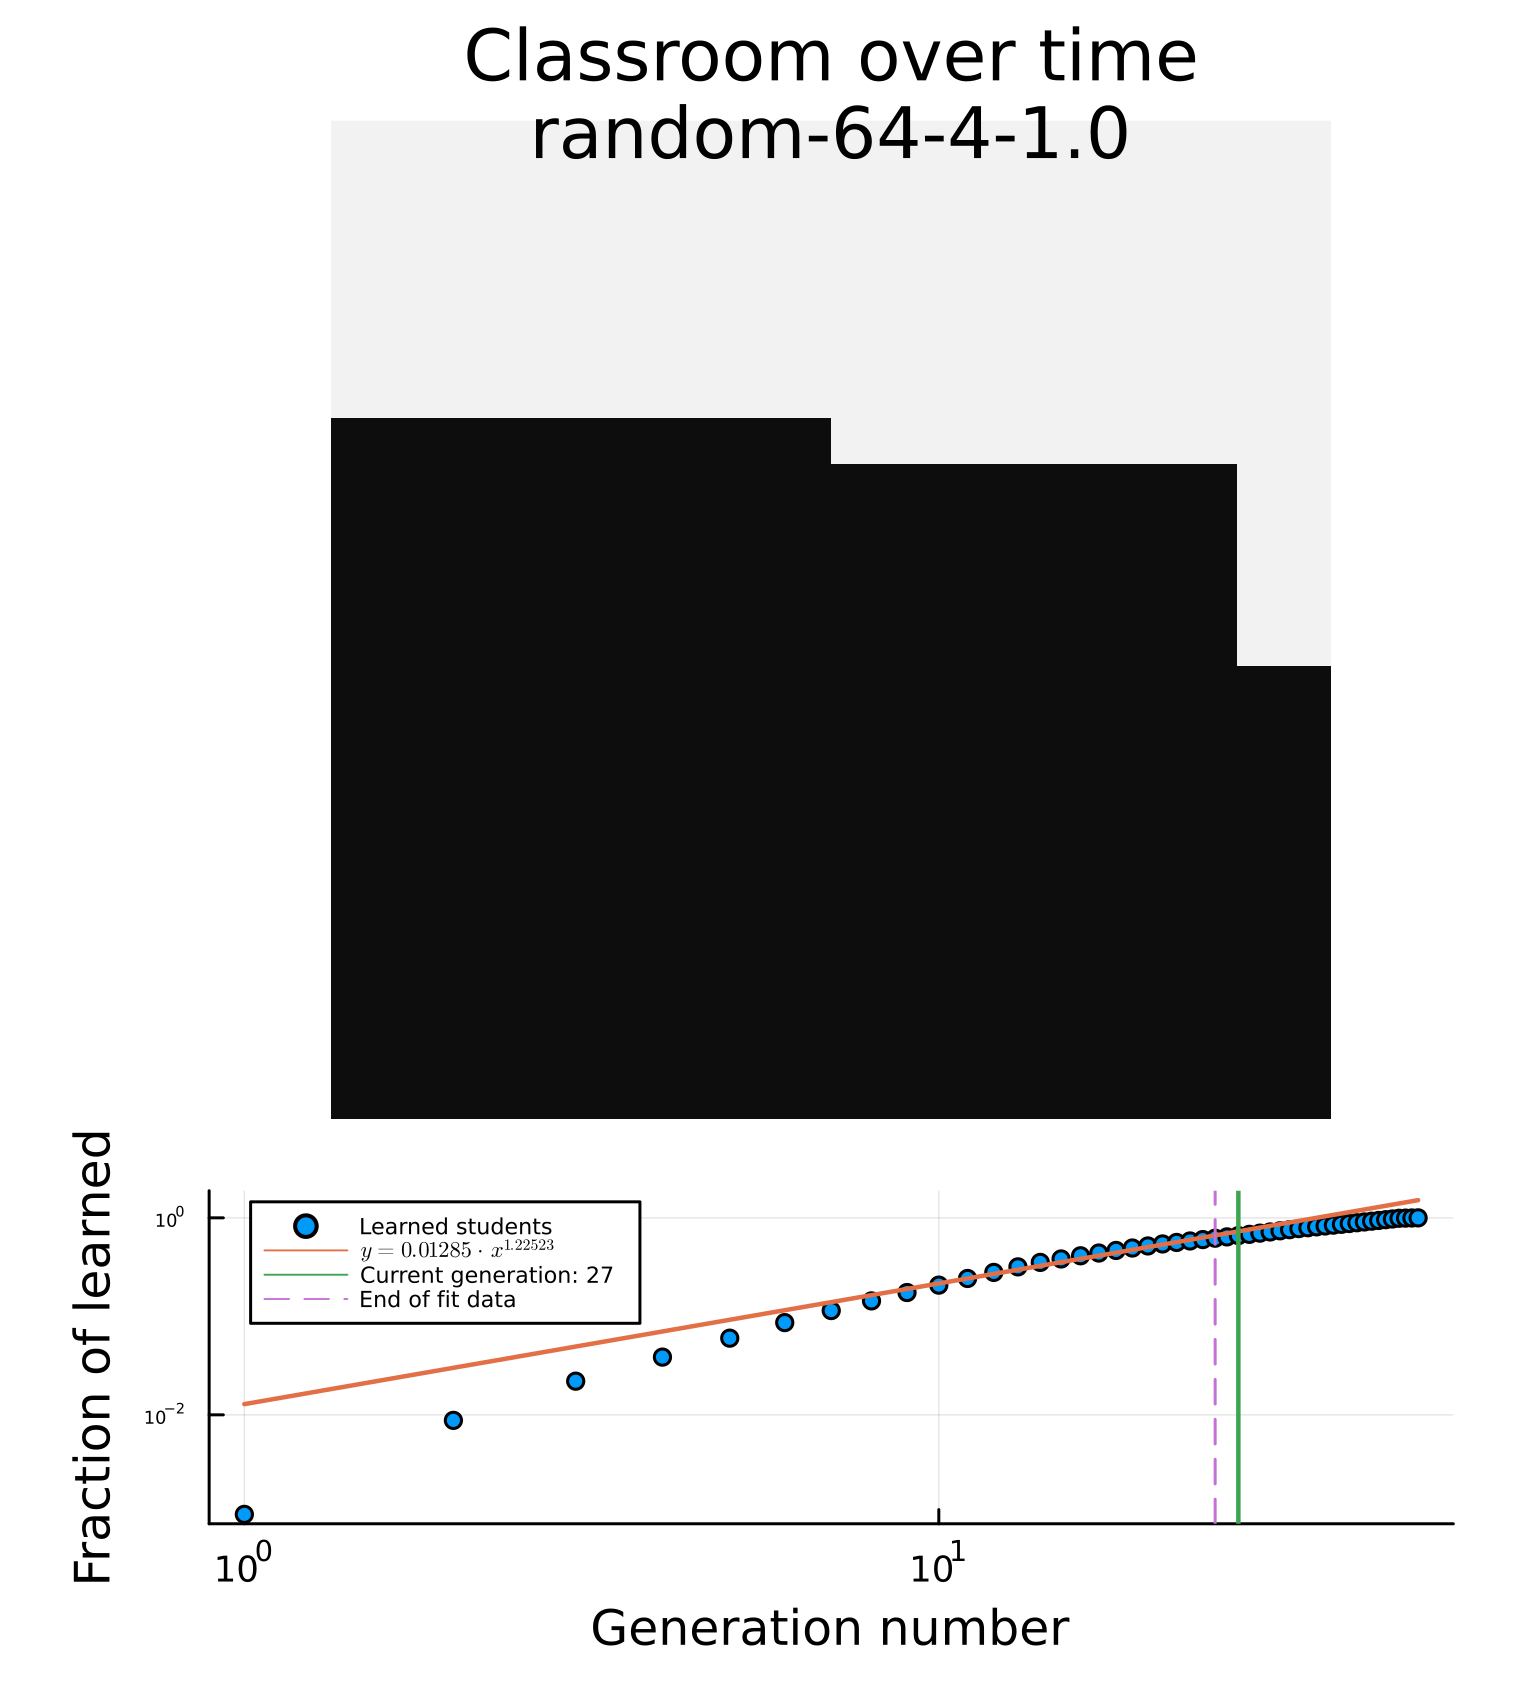 Classroom over time
random-64-4-1.0
Fraction of learned
10^0
10^-2
Learned students
y = 0.01285 · x^1.22523
Current generation: 27
End of fit data
10^0
10^1
Generation number